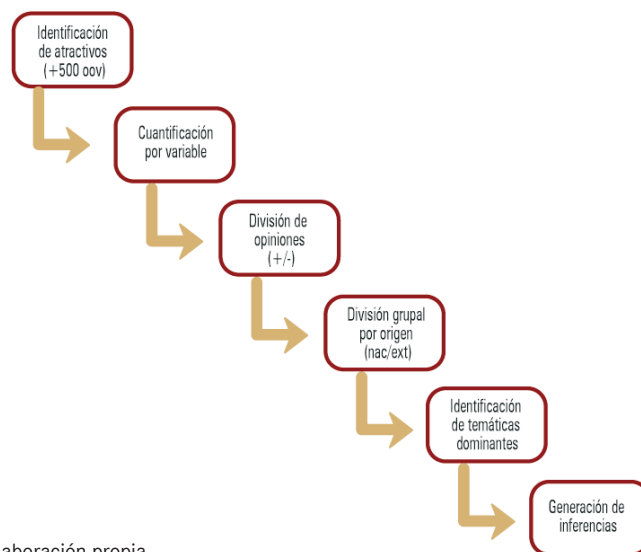 Identificación
de atractivos
(+500 oov)
Cuantificación
por variable
División de
opiniones
(+/-)
División grupal
por origen
(nac/ext)
Identificación
de temáticas
dominantes
Generación de
inferencias
aboración propia